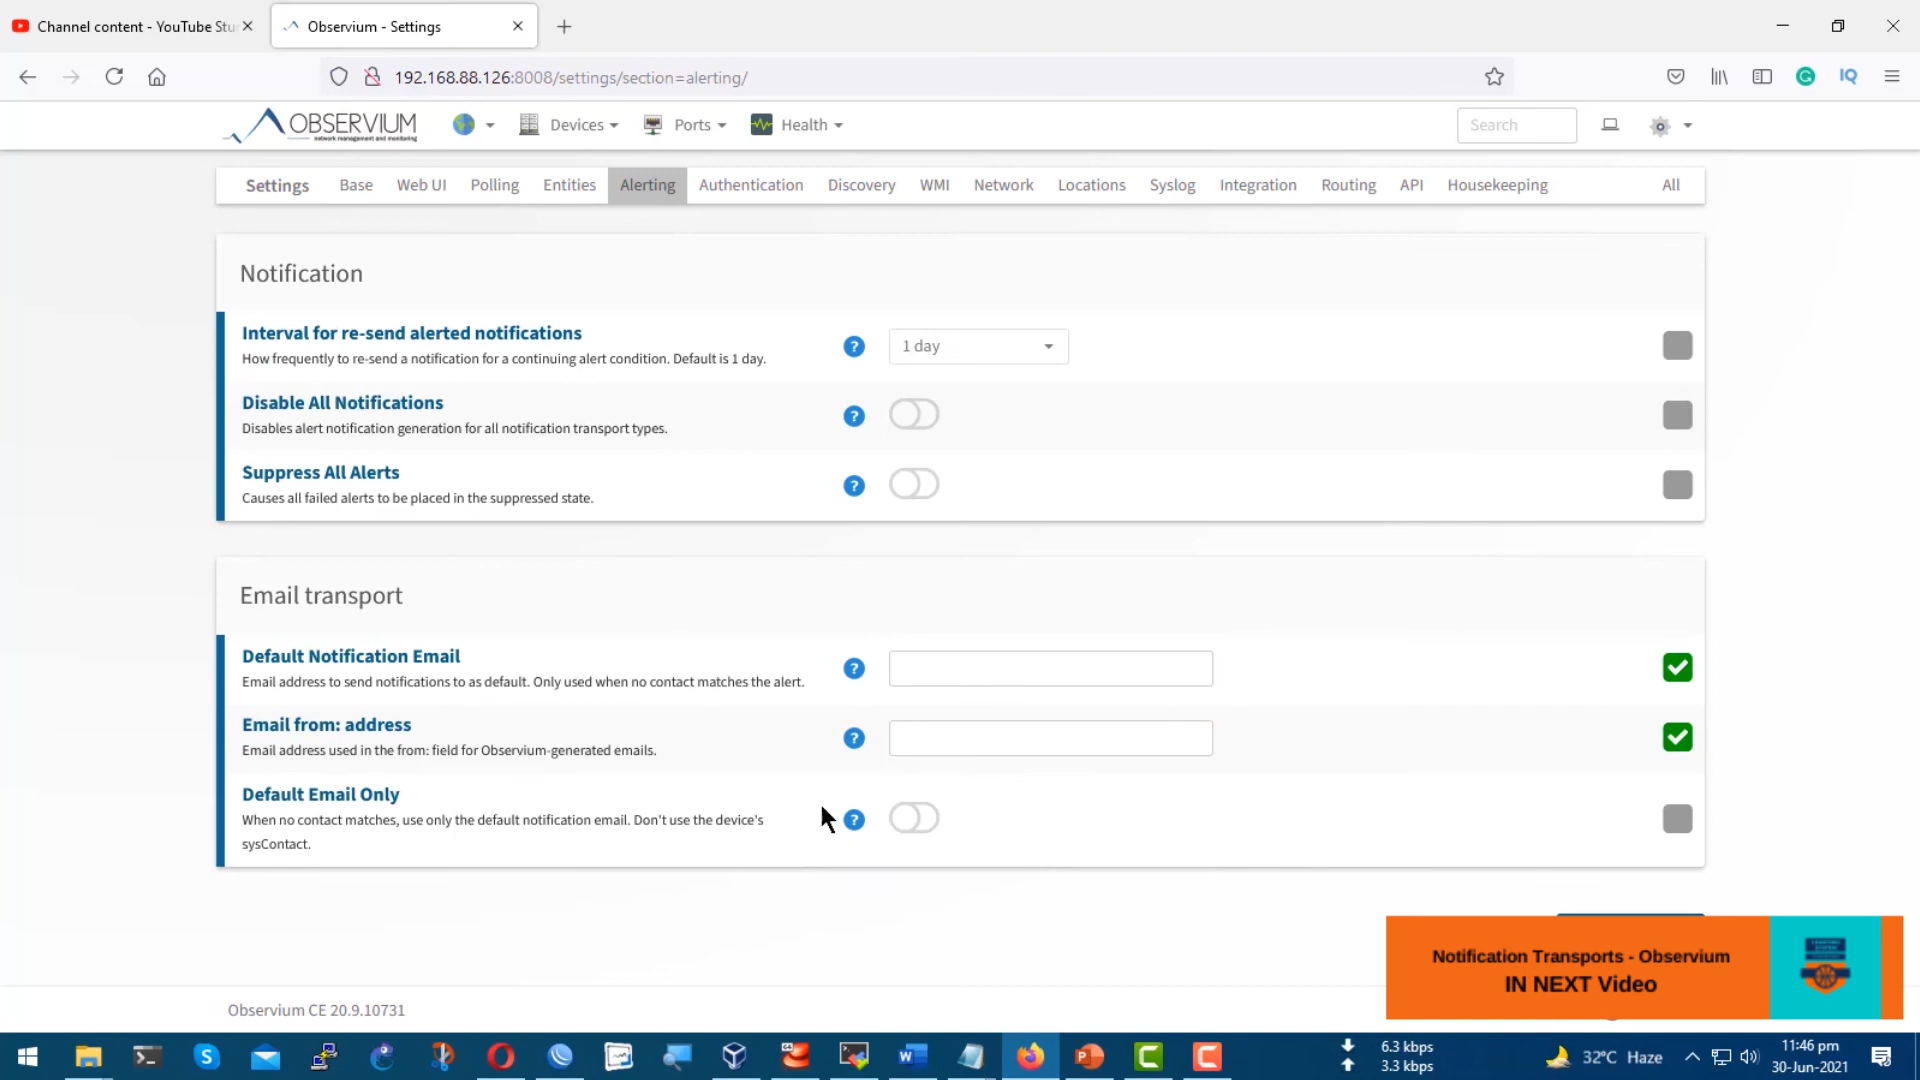 Channel content - YouTube Stu
Observium - Settings
192.168.88.126:8008/settings/section=alerting/
IQ
OBSERVIUM
network management and monitoring
Devices
Ports
Health
Search
Settings
Base
Web UI
Polling
Entities
Alerting
Authentication
Discovery
WMI
Network
Locations
Syslog
Integration
Routing
API
Housekeeping
All
Notification
Interval for re-send alerted notifications
How frequently to re-send a notification for a continuing alert condition. Default is 1 day.
?
1 day
Disable All Notifications
Disables alert notification generation for all notification transport types.
?
Suppress All Alerts
Causes all failed alerts to be placed in the suppressed state.
?
Email transport
Default Notification Email
Email address to send notifications to as default. Only used when no contact matches the alert.
?
Email from: address
Email address used in the from: field for Observium-generated emails.
?
Default Email Only
When no contact matches, use only the default notification email. Don't use the device's
sysContact.
?
Notification Transports - Observium
IN NEXT Video
Observium CE 20.9.10731
6.3 kbps
3.3 kbps
32°C Haze
11:46 pm
30-Jun-2021